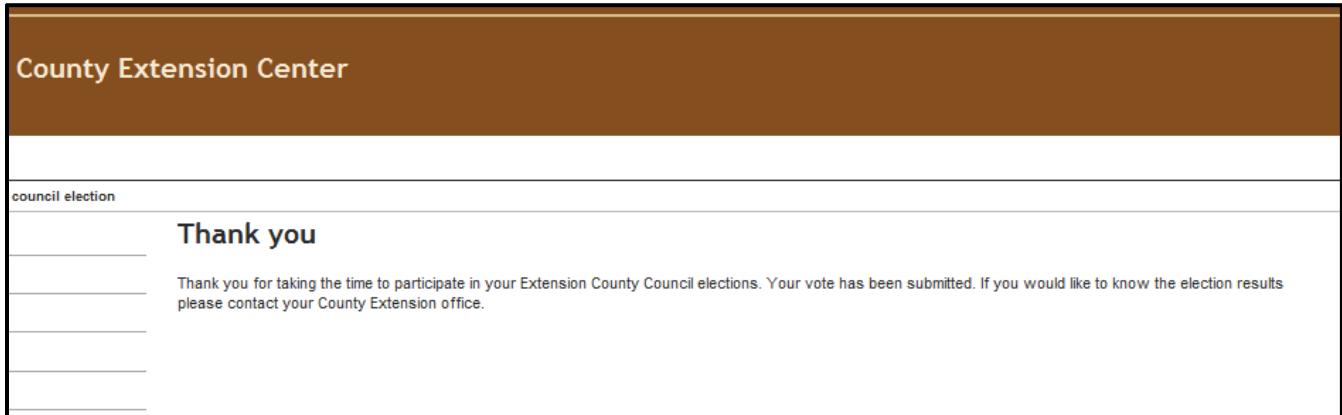 County Extension Center
council election
Thank you
Thank you for taking the time to participate in your Extension County Council elections. Your vote has been submitted. If you would like to know the election results
please contact your County Extension office.